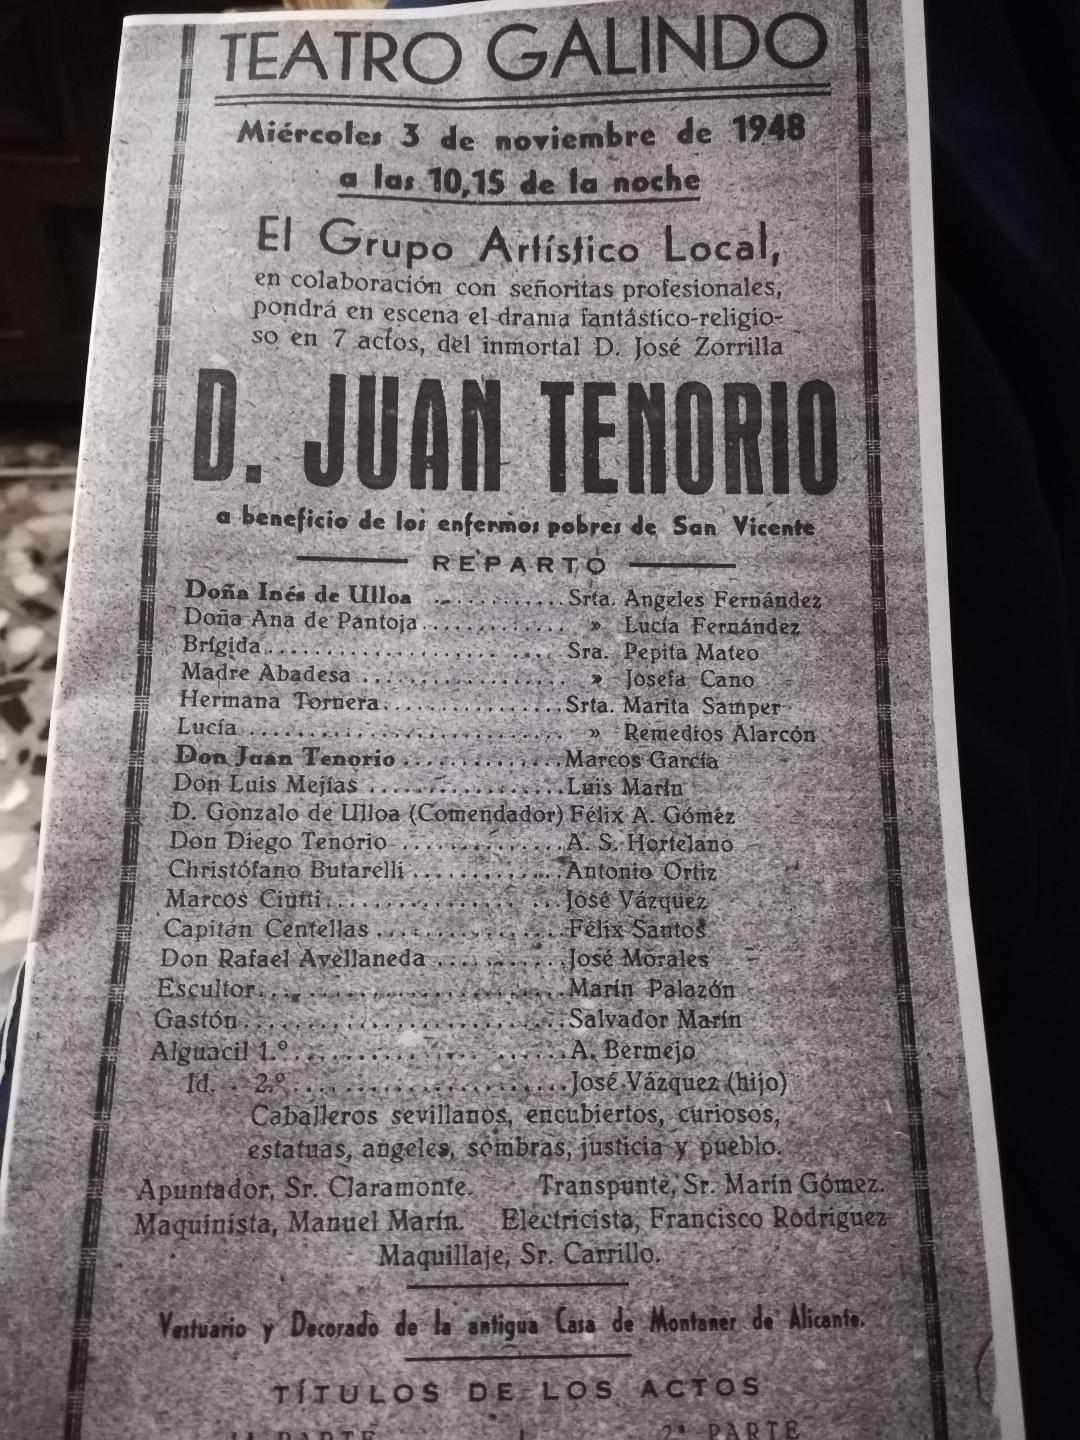 TEATRO GALINDO
Miércoles 3 de noviembre de 1948
a las 10,15 de la noche
El Grupo Artístico Local,
en colaboración con señoritas profesionales,
pondrá en escena el drama fantástico-religio-
so en 7 actos, del inmortal D. José Zorrilla
D. JUAN TENORIO
a beneficio de los enfermos pobres de San Vicente
REPARTO
Doña Inés de Ulloa ............ Srta. Angeles Fernández
Doña Ana de Pantoja ............ » Lucía Fernández
Brígida ............ Sra. Pepita Mateo
Madre Abadesa ............ » Josefa Cano
Hermana Tornera ............ Srta. Marita Samper
Lucía ............ » Remedios Alarcón
Don Juan Tenorio ............ Marcos García
Don Luis Mejías ............ Luis Marín
D. Gonzalo de Ulloa (Comendador) Félix A. Gómez
Don Diego Tenorio ............ A. S. Hortelano
Christófano Butarelli ............ Antonio Ortiz
Marcos Ciutti ............ José Vázquez
Capitán Centellas ............ Félix Santos
Don Rafael Avellaneda ............ José Morales
Escultor ............ Marín Palazón
Gastón ............ Salvador Marín
Alguacil 1.º ............ A. Bermejo
Id. 2.º ............ José Vázquez (hijo)
Caballeros sevillanos, encubiertos, curiosos,
estatuas, angeles, sombras, justicia y pueblo.
Apuntador, Sr. Claramonte. Transpunte, Sr. Marín Gómez.
Maquinista, Manuel Marín. Electricista, Francisco Rodríguez
Maquillaje, Sr. Carrillo.
Vestuario y Decorado de la antigua Casa de Montaner de Alicante.
TÍTULOS DE LOS ACTOS
1ª PARTE 2ª PARTE